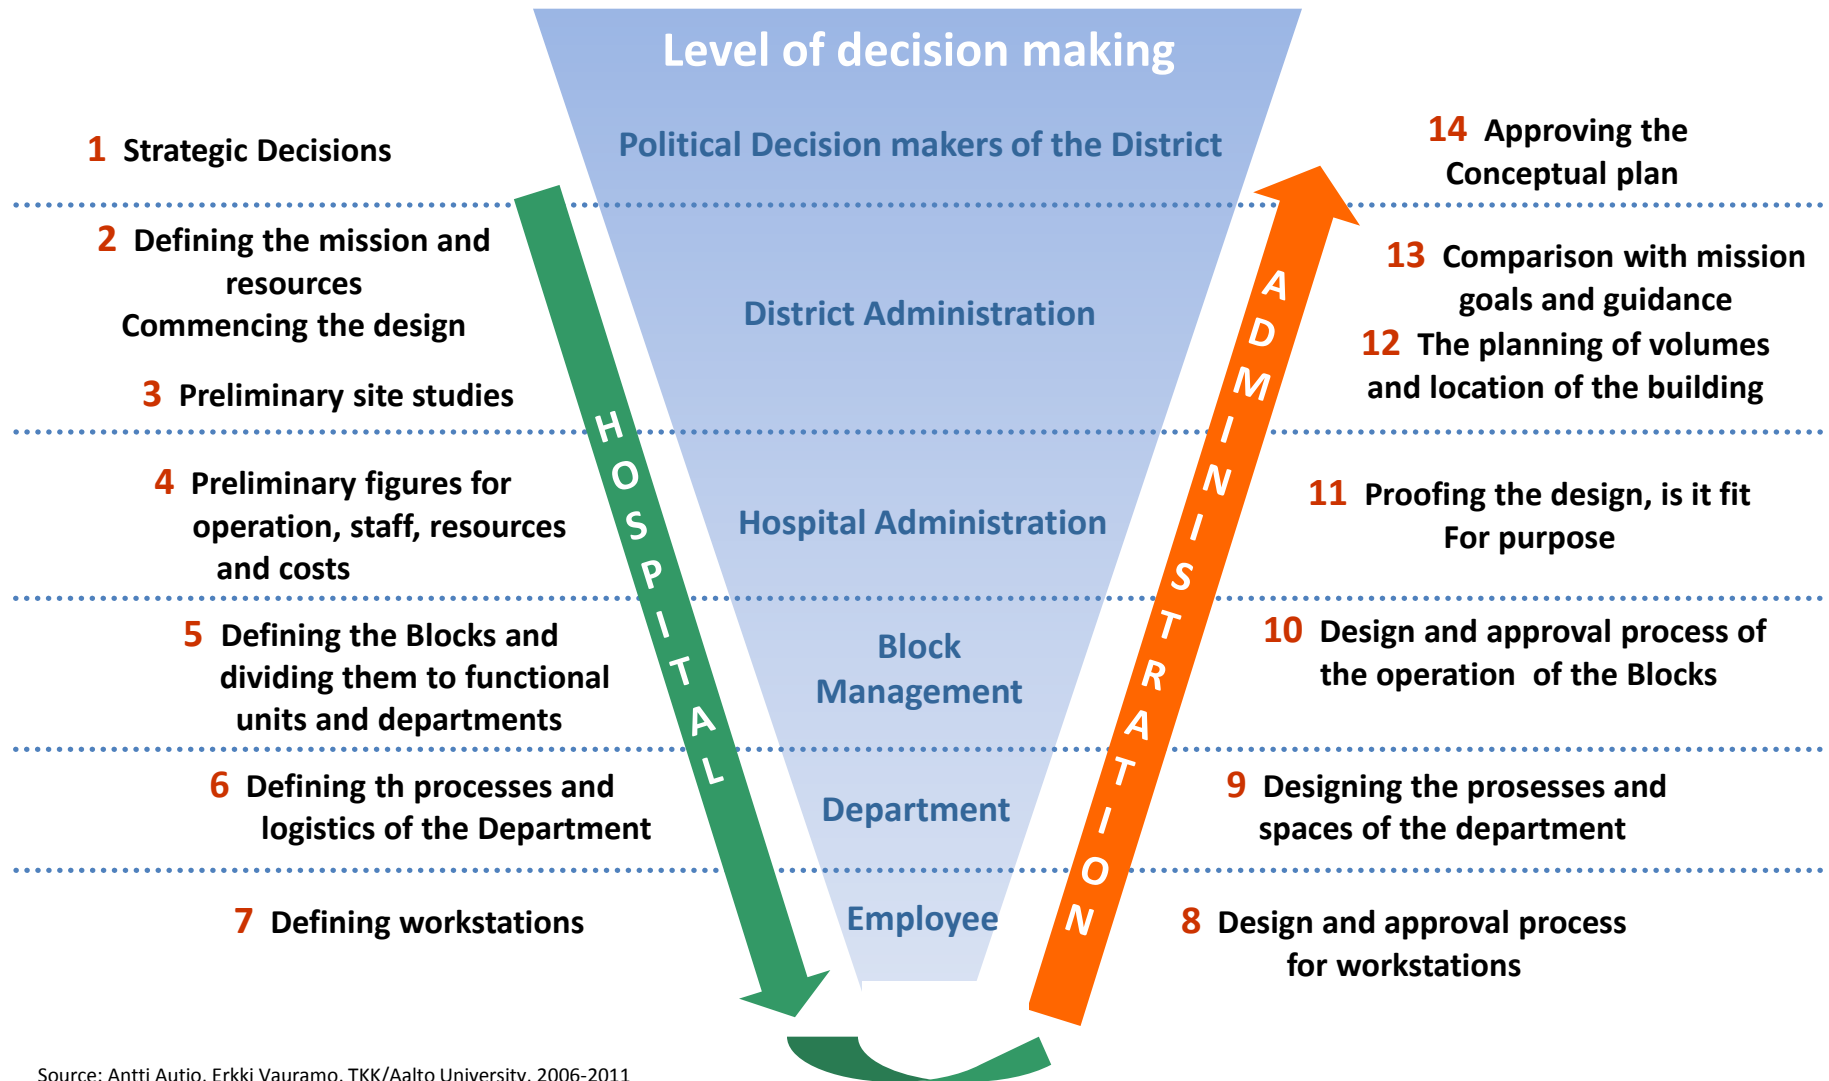 Level of decision making
Political Decision makers of the District
District Administration
Hospital Administration
Block
Management
Department
Employee
1 Strategic Decisions
2 Defining the mission and
resources
Commencing the design
3 Preliminary site studies
4 Preliminary figures for
operation, staff, resources
and costs
5 Defining the Blocks and
dividing them to functional
units and departments
6 Defining th processes and
logistics of the Department
7 Defining workstations
HOSPITAL
ADMINISTRATION
14 Approving the
Conceptual plan
13 Comparison with mission
goals and guidance
12 The planning of volumes
and location of the building
11 Proofing the design, is it fit
For purpose
10 Design and approval process of
the operation of the Blocks
9 Designing the prosesses and
spaces of the department
8 Design and approval process
for workstations
Source: Antti Autio, Erkki Vauramo, TKK/Aalto University, 2006-2011